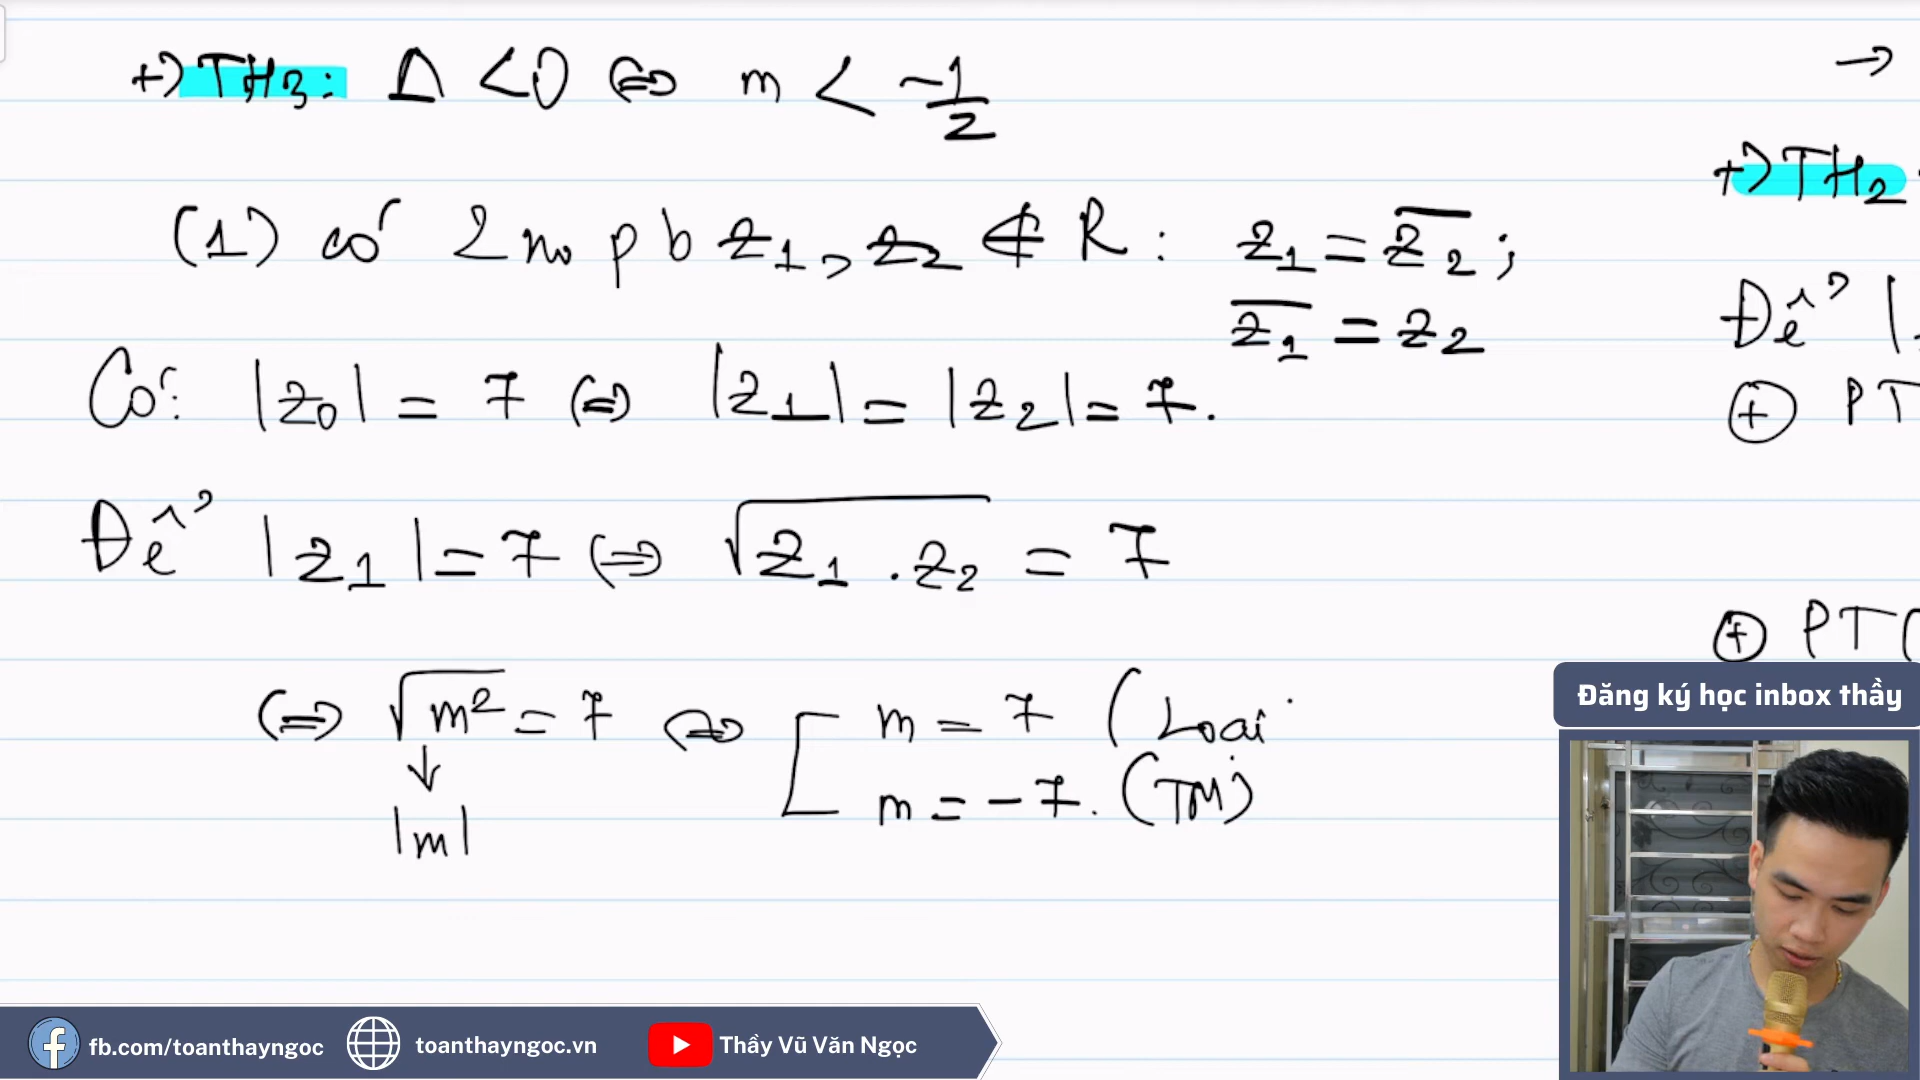 +) TH3: Δ < 0 ⇔ m < -1/2
(1) có 2 no pb z1, z2 ∉ R: z1 = z̅2̅;
z̅1̅ = z2
Có: |z0| = 7 ⇔ |z1| = |z2| = 7.
Để |z1| = 7 ⇔ √(z1 . z2) = 7
⇔ √m² = 7 ⇔ [ m = 7 (Loại
↓ m = -7. (TM)
|m|
→
+) TH2
Để |
⊕ PT
⊕ PT(
Đăng ký học inbox thầy
fb.com/toanthayngoc
toanthayngoc.vn
Thầy Vũ Văn Ngọc